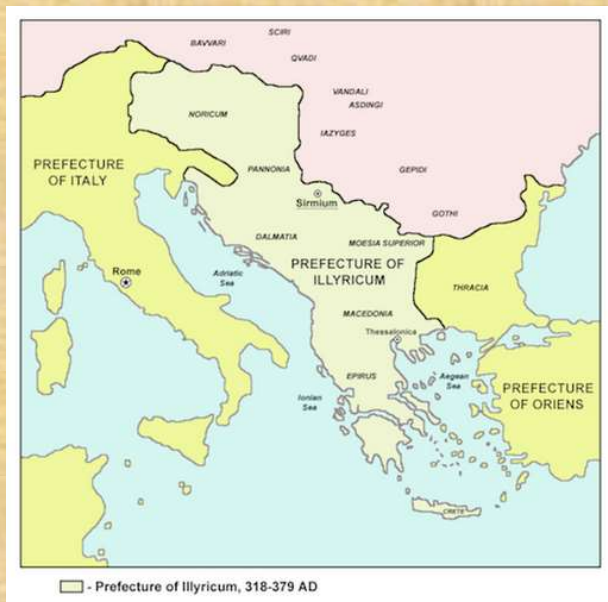 SCIRI
BAVVARI
QVADI
VANDALI
ASDINGI
NORICUM
IAZYGES
PREFECTURE
OF ITALY
PANNONIA
GEPIDI
Sirmium
GOTHI
DALMATIA
MOESIA SUPERIOR
PREFECTURE OF
ILLYRICUM
Rome
Adriatic
Sea
THRACIA
MACEDONIA
Thessalonica
EPIRUS
Aegean
Sea
PREFECTURE
OF ORIENS
Ionian
Sea
CRETE
- Prefecture of Illyricum, 318-379 AD